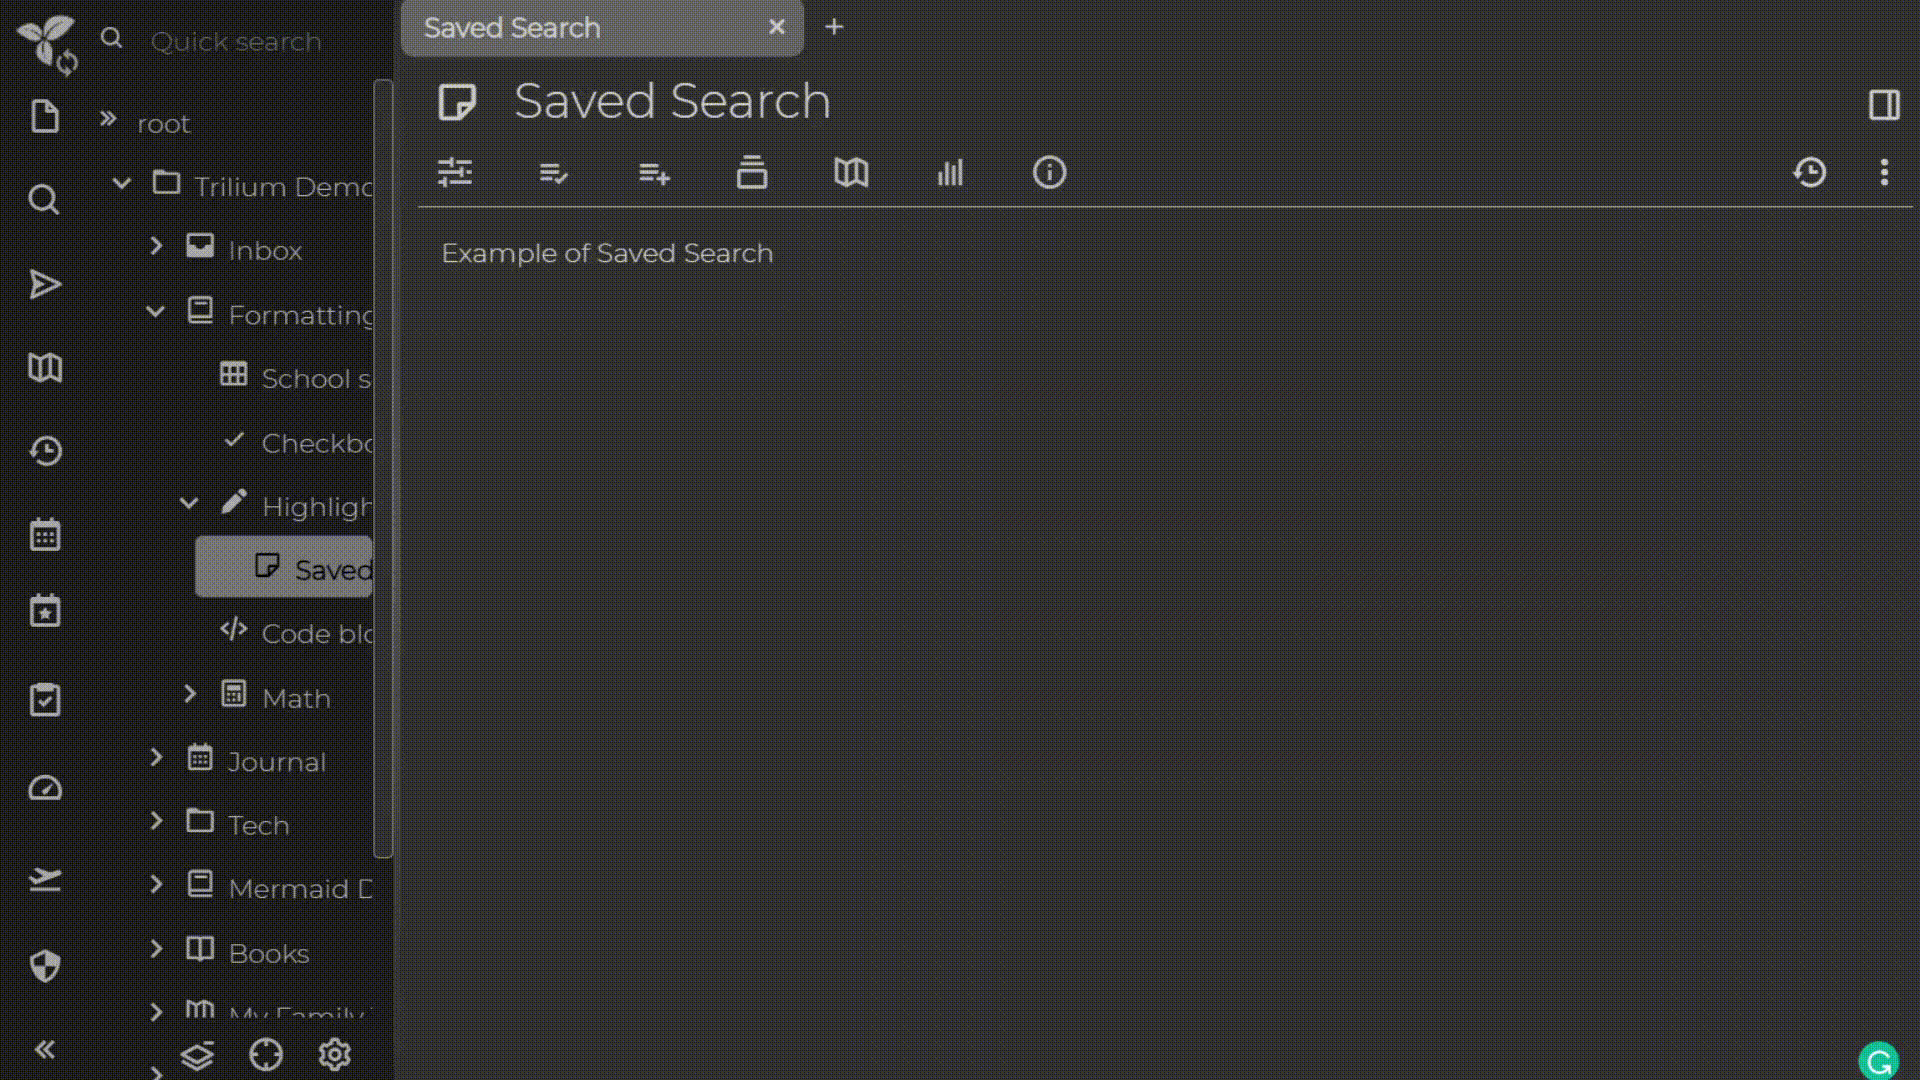 Quick search
root
Trilium Demo
Inbox
Formatting
School s
Checkbo
Highligh
Saved
Code blo
Math
Journal
Tech
Mermaid D
Books
My Family
Saved Search
Saved Search
Example of Saved Search